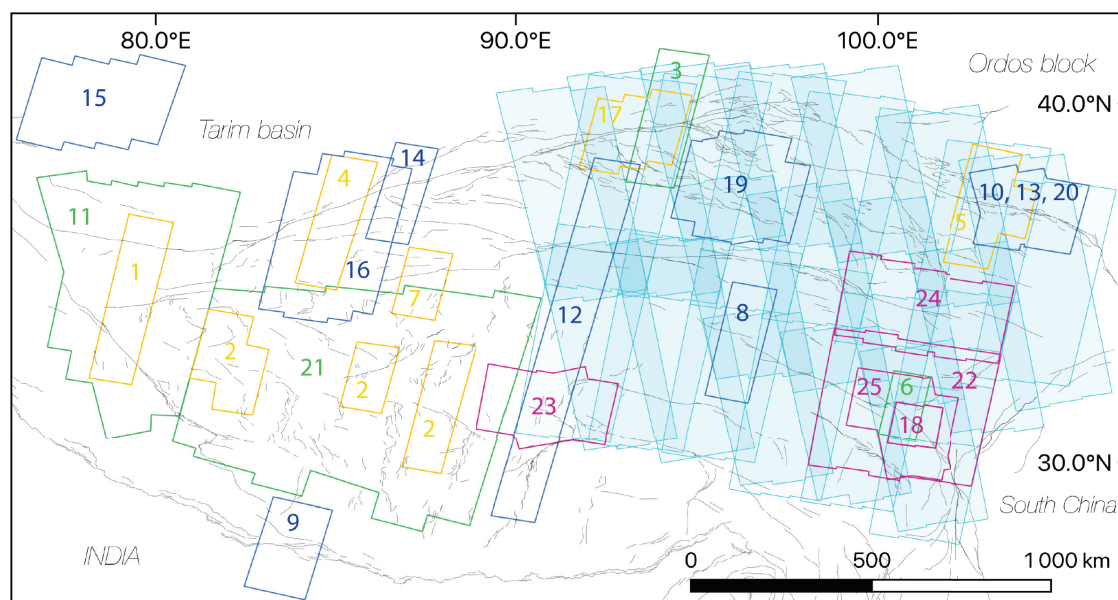 80.0°E 90.0°E 100.0°E
Ordos block
40.0°N
15
Tarim basin
3
17
14
4
19
10, 13, 20
11
5
1
16
24
7
12
8
2
21
2
25
6
22
23
18
2
30.0°N
South China
9
INDIA
0 500 1 000 km